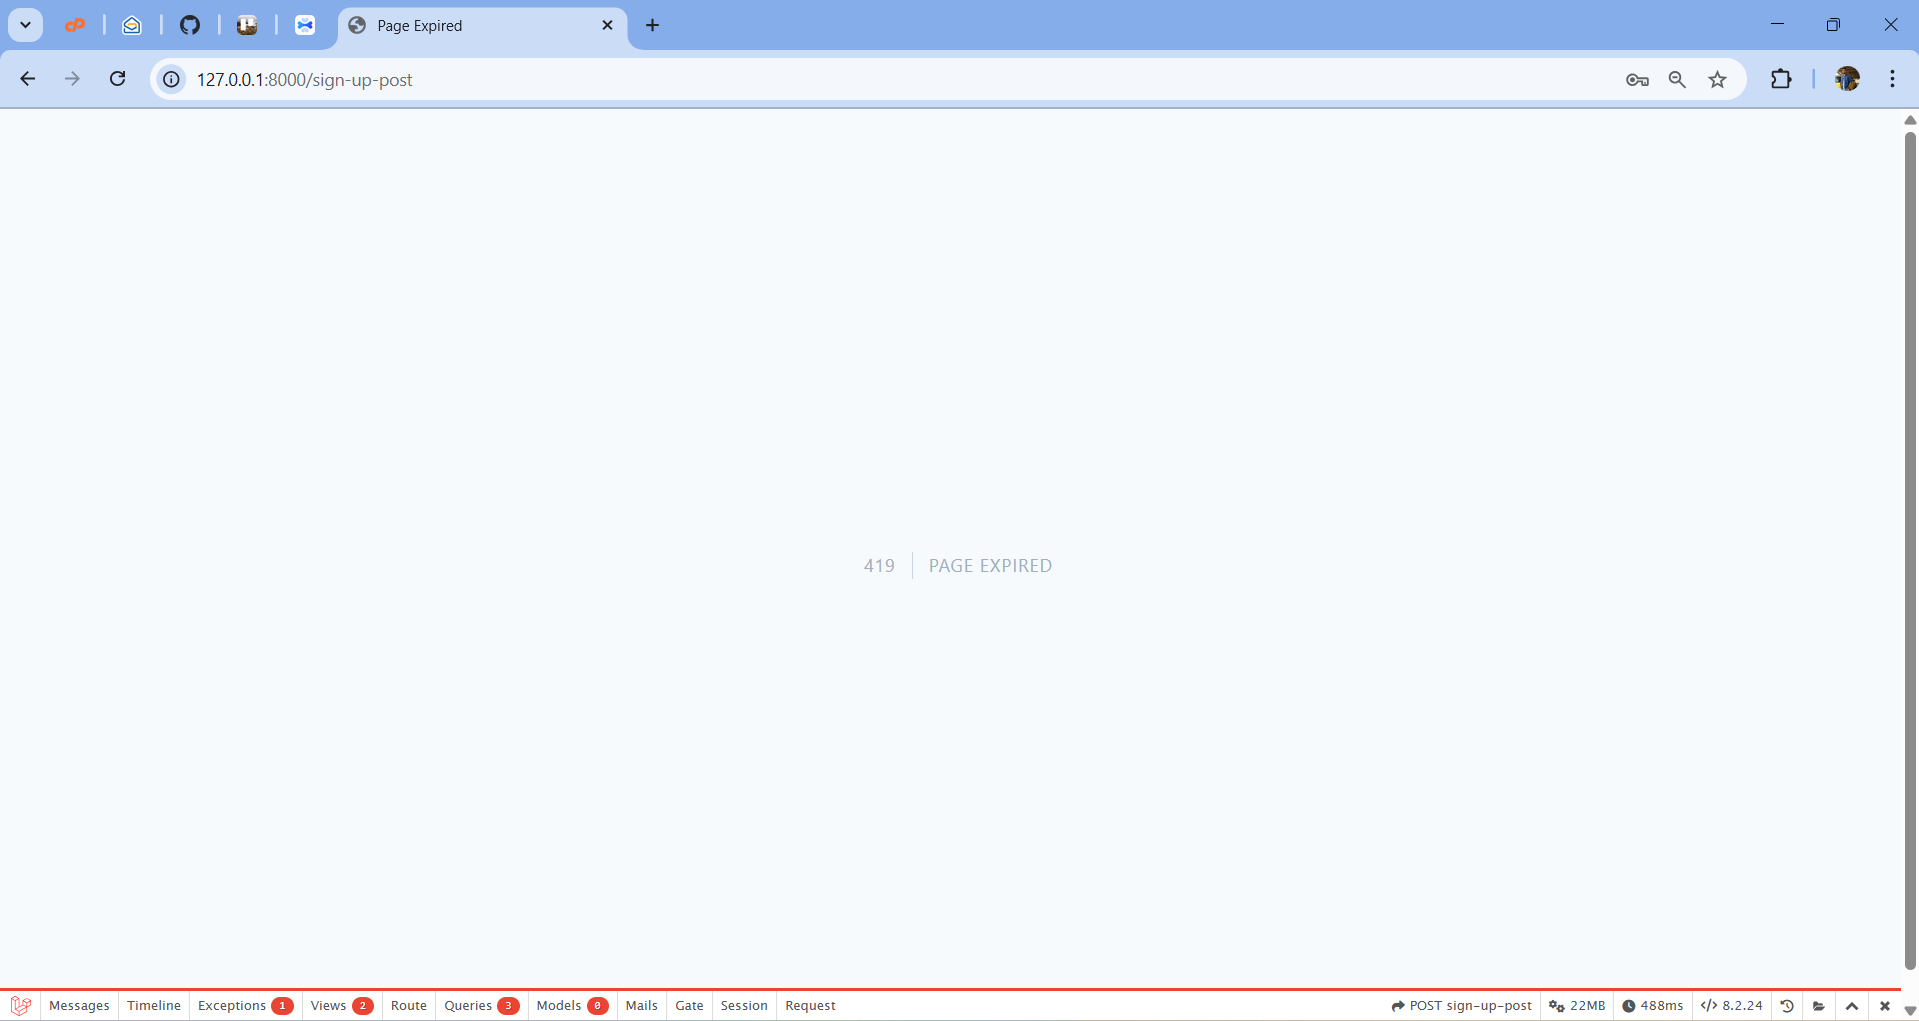 Page Expired
127.0.0.1:8000/sign-up-post
419 PAGE EXPIRED
Messages Timeline Exceptions 1 Views 2 Route Queries 3 Models 0 Mails Gate Session Request POST sign-up-post 22MB 488ms 8.2.24